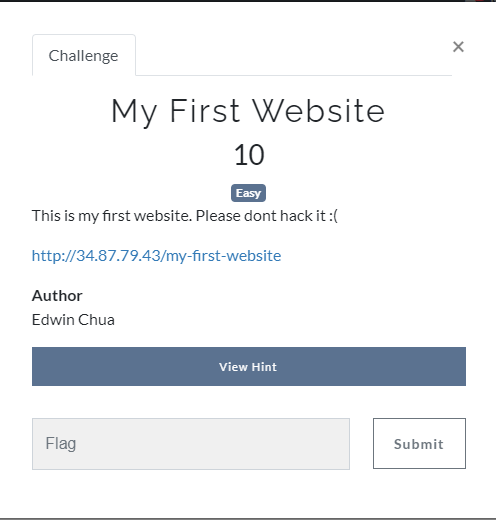 Challenge
×
My First Website
10
Easy
This is my first website. Please dont hack it :(
http://34.87.79.43/my-first-website
Author
Edwin Chua
View Hint
Flag
Submit